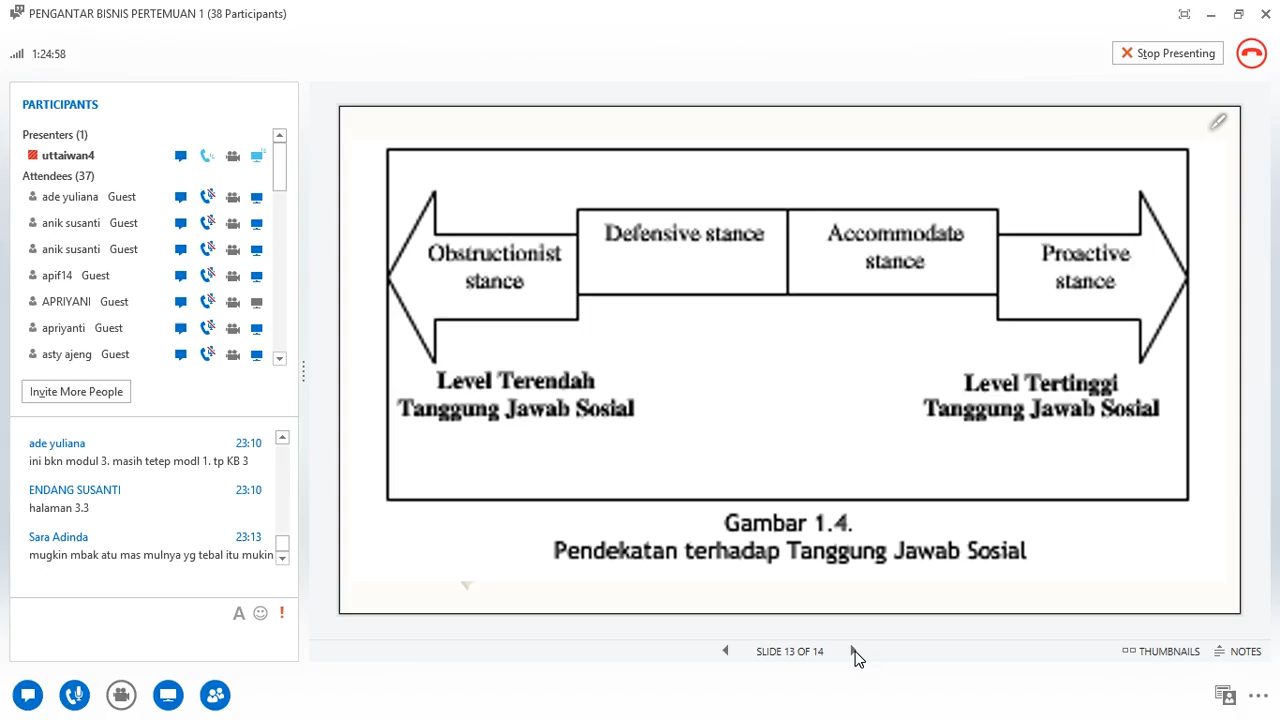 PENGANTAR BISNIS PERTEMUAN 1 (38 Participants)
1:24:58
Stop Presenting
PARTICIPANTS
Presenters (1)
uttaiwan4
Attendees (37)
ade yuliana Guest
anik susanti Guest
anik susanti Guest
apif14 Guest
APRIYANI Guest
apriyanti Guest
asty ajeng Guest
Invite More People
ade yuliana 23:10
ini bkn modul 3. masih tetep modl 1. tp KB 3
ENDANG SUSANTI 23:10
halaman 3.3
Sara Adinda 23:13
mugkin mbak atu mas mulnya yg tebal itu mukin
A !
Obstructionist
stance
Defensive stance
Accommodate
stance
Proactive
stance
Level Terendah
Tanggung Jawab Sosial
Level Tertinggi
Tanggung Jawab Sosial
Gambar 1.4.
Pendekatan terhadap Tanggung Jawab Sosial
SLIDE 13 OF 14
THUMBNAILS
NOTES